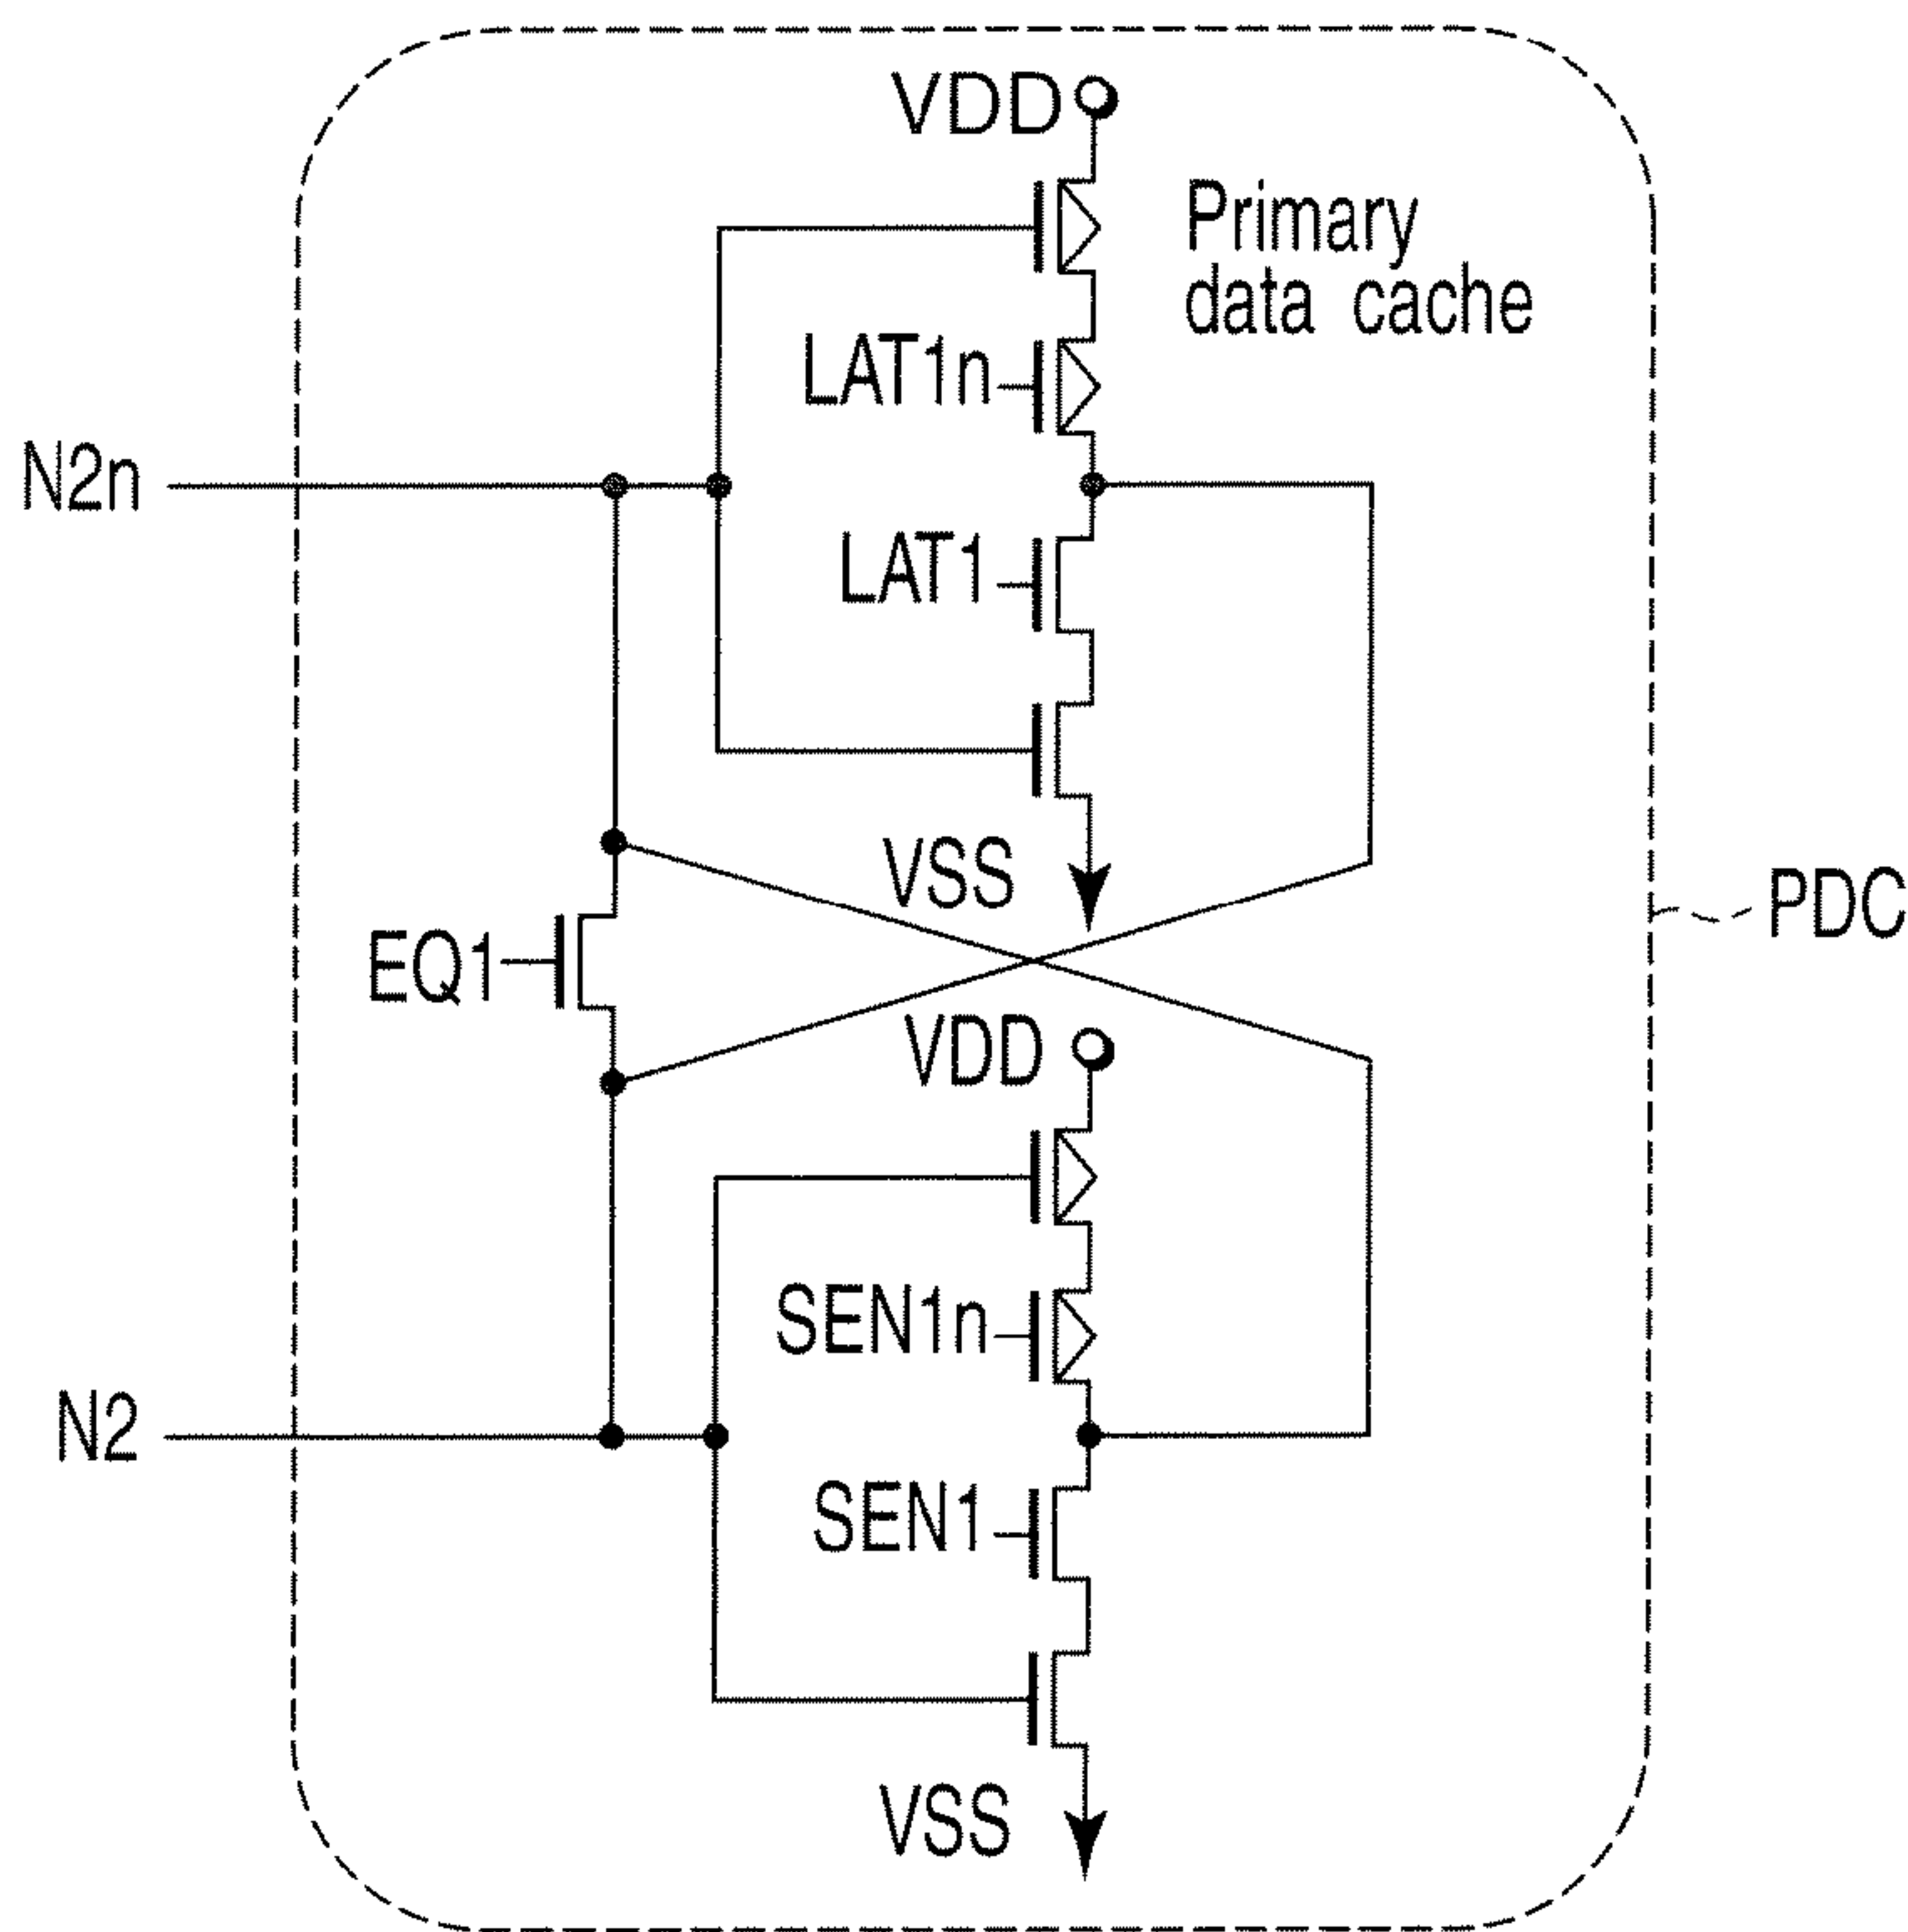 VDD
Primary
data cache
LAT1n
N2n
LAT1
VSS
PDC
EQ1
VDD
SEN1n
N2
SEN1
VSS